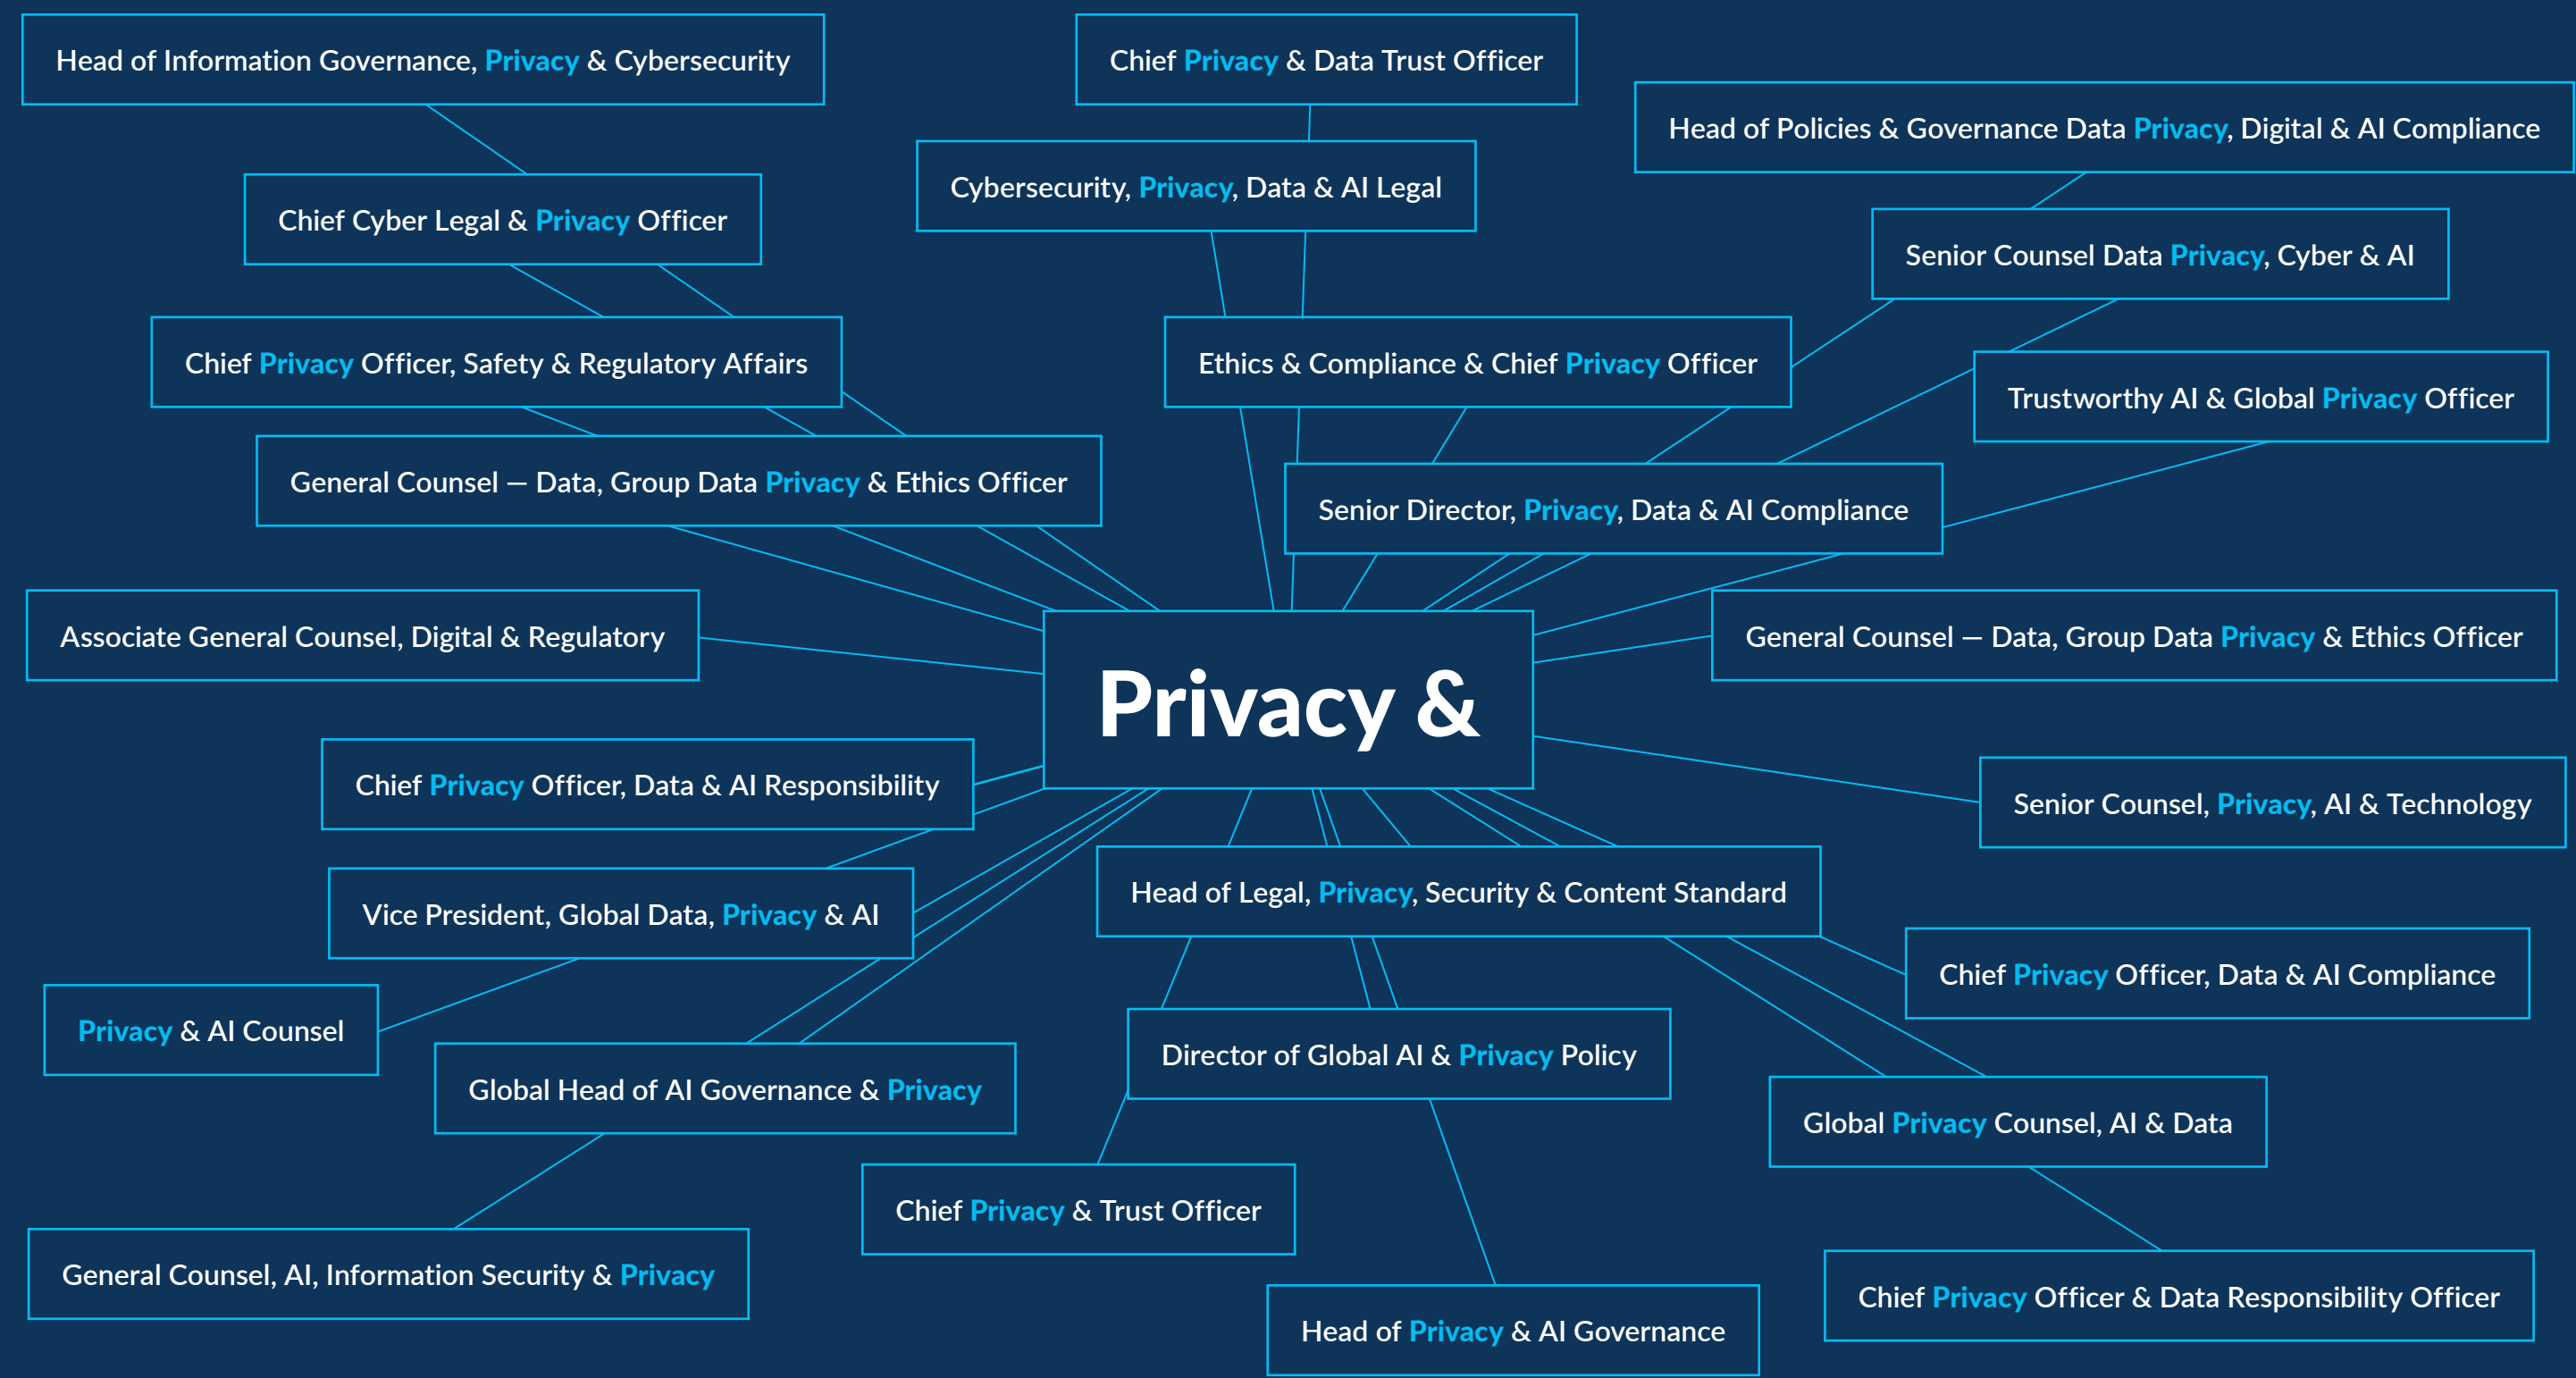 Head of Information Governance, Privacy & Cybersecurity
Chief Privacy & Data Trust Officer
Head of Policies & Governance Data Privacy, Digital & AI Compliance
Cybersecurity, Privacy, Data & AI Legal
Chief Cyber Legal & Privacy Officer
Senior Counsel Data Privacy, Cyber & AI
Chief Privacy Officer, Safety & Regulatory Affairs
Ethics & Compliance & Chief Privacy Officer
Trustworthy AI & Global Privacy Officer
General Counsel — Data, Group Data Privacy & Ethics Officer
Senior Director, Privacy, Data & AI Compliance
Associate General Counsel, Digital & Regulatory
General Counsel — Data, Group Data Privacy & Ethics Officer
Privacy &
Chief Privacy Officer, Data & AI Responsibility
Senior Counsel, Privacy, AI & Technology
Vice President, Global Data, Privacy & AI
Head of Legal, Privacy, Security & Content Standard
Chief Privacy Officer, Data & AI Compliance
Privacy & AI Counsel
Director of Global AI & Privacy Policy
Global Head of AI Governance & Privacy
Global Privacy Counsel, AI & Data
Chief Privacy & Trust Officer
General Counsel, AI, Information Security & Privacy
Chief Privacy Officer & Data Responsibility Officer
Head of Privacy & AI Governance